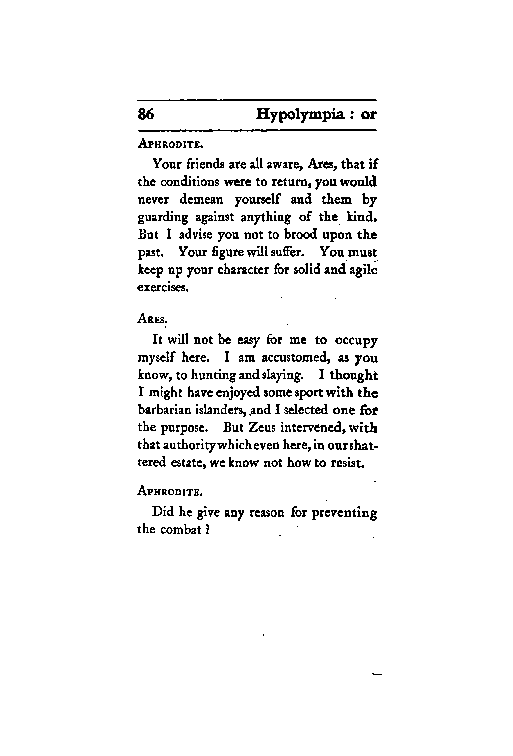 86 Hypolympia : or
APHRODITE.
Your friends are all aware, Ares, that if
the conditions were to return, you would
never demean yourself and them by
guarding against anything of the kind.
But I advise you not to brood upon the
past. Your figure will suffer. You must
keep up your character for solid and agile
exercises.
ARES.
It will not be easy for me to occupy
myself here. I am accustomed, as you
know, to hunting and slaying. I thought
I might have enjoyed some sport with the
barbarian islanders, and I selected one for
the purpose. But Zeus intervened, with
that authority which even here, in our shat-
tered estate, we know not how to resist.
APHRODITE.
Did he give any reason for preventing
the combat?